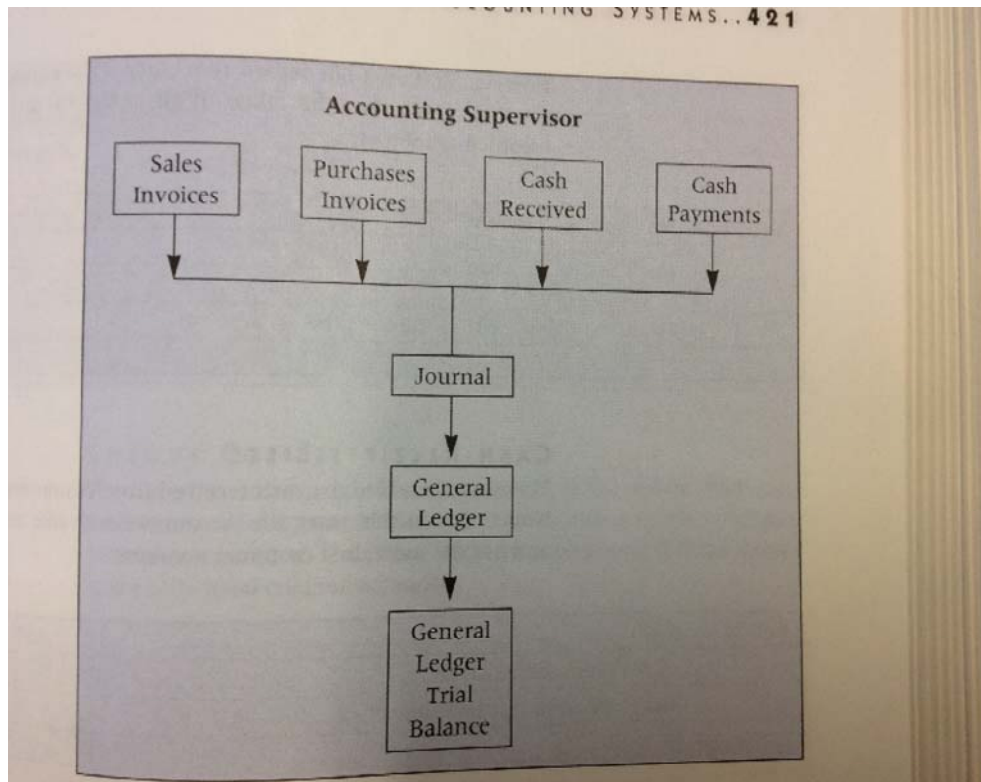 SYSTEMS..421
Accounting Supervisor
Sales
Invoices
Purchases
Invoices
Cash
Received
Cash
Payments
Journal
General
Ledger
General
Ledger
Trial
Balance